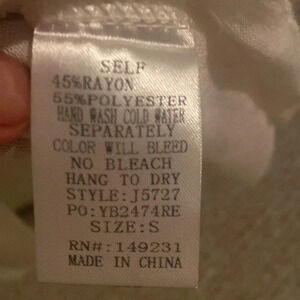 SELF
45%RAYON
55%POLYESTER
HAND WASH COLD WATER
SEPARATELY
COLOR WILL BLEED
NO BLEACH
HANG TO DRY
STYLE: J5727
PO: YB2474RE
SIZE: S
RN#: 149231
MADE IN CHINA